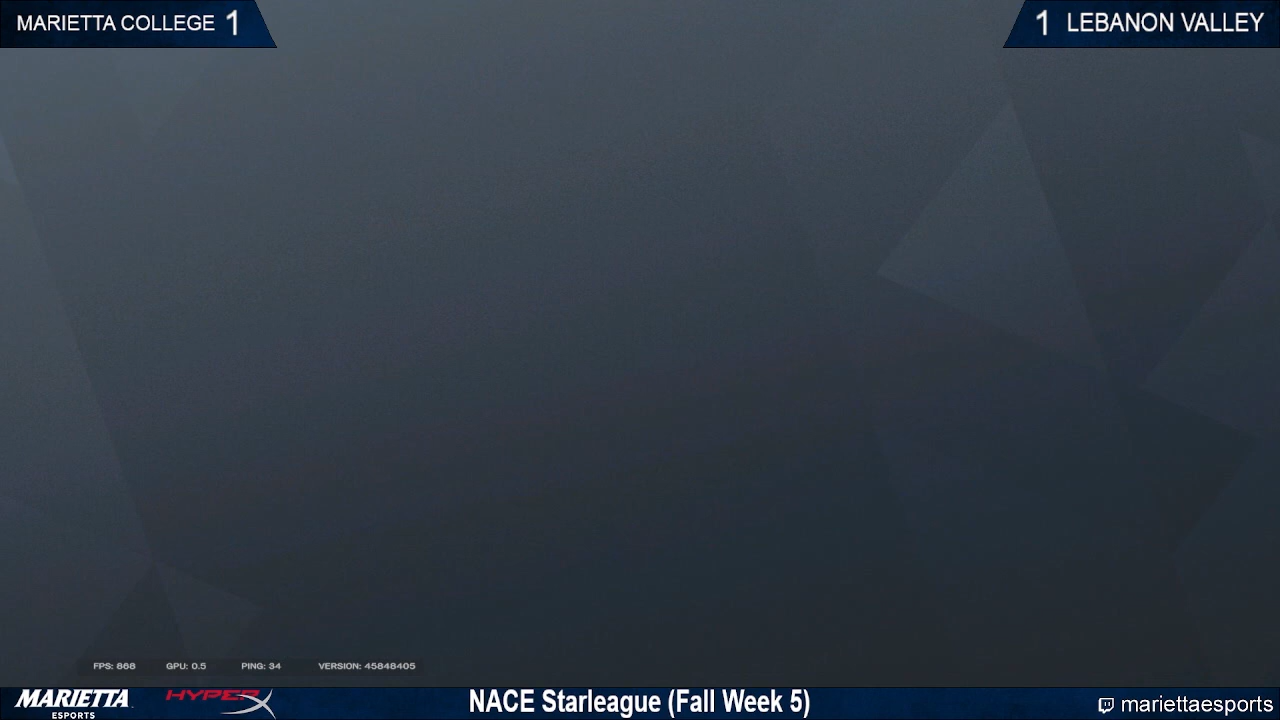 MARIETTA COLLEGE 1
1 LEBANON VALLEY
FPS: 868 GPU: 0.5 PING: 34 VERSION: 45848405
MARIETTA
ESPORTS
HYPERX
NACE Starleague (Fall Week 5)
mariettaesports